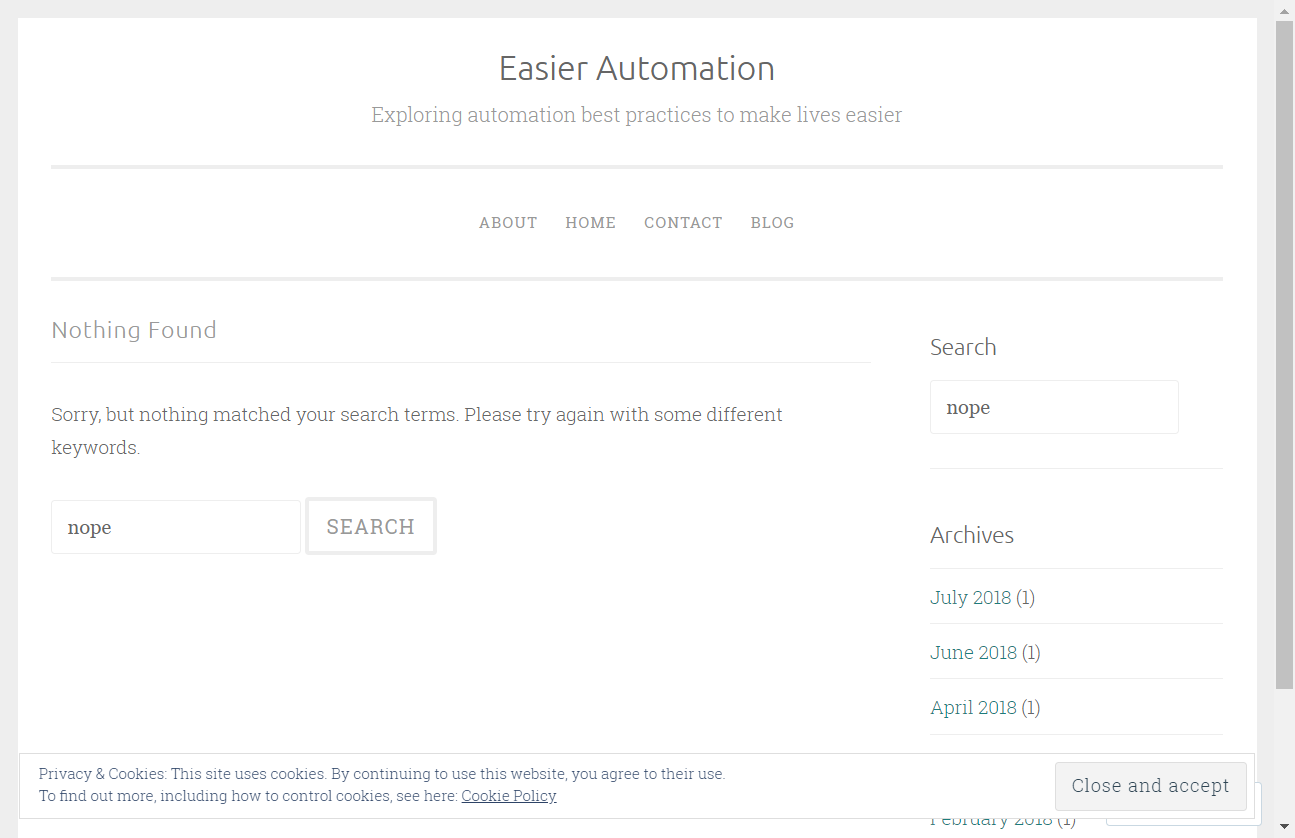 Easier Automation
Exploring automation best practices to make lives easier
ABOUT HOME CONTACT BLOG
Nothing Found
Sorry, but nothing matched your search terms. Please try again with some different
keywords.
nope SEARCH
Search
nope
Archives
July 2018 (1)
June 2018 (1)
April 2018 (1)
February 2018 (1)
Privacy & Cookies: This site uses cookies. By continuing to use this website, you agree to their use.
To find out more, including how to control cookies, see here: Cookie Policy
Close and accept